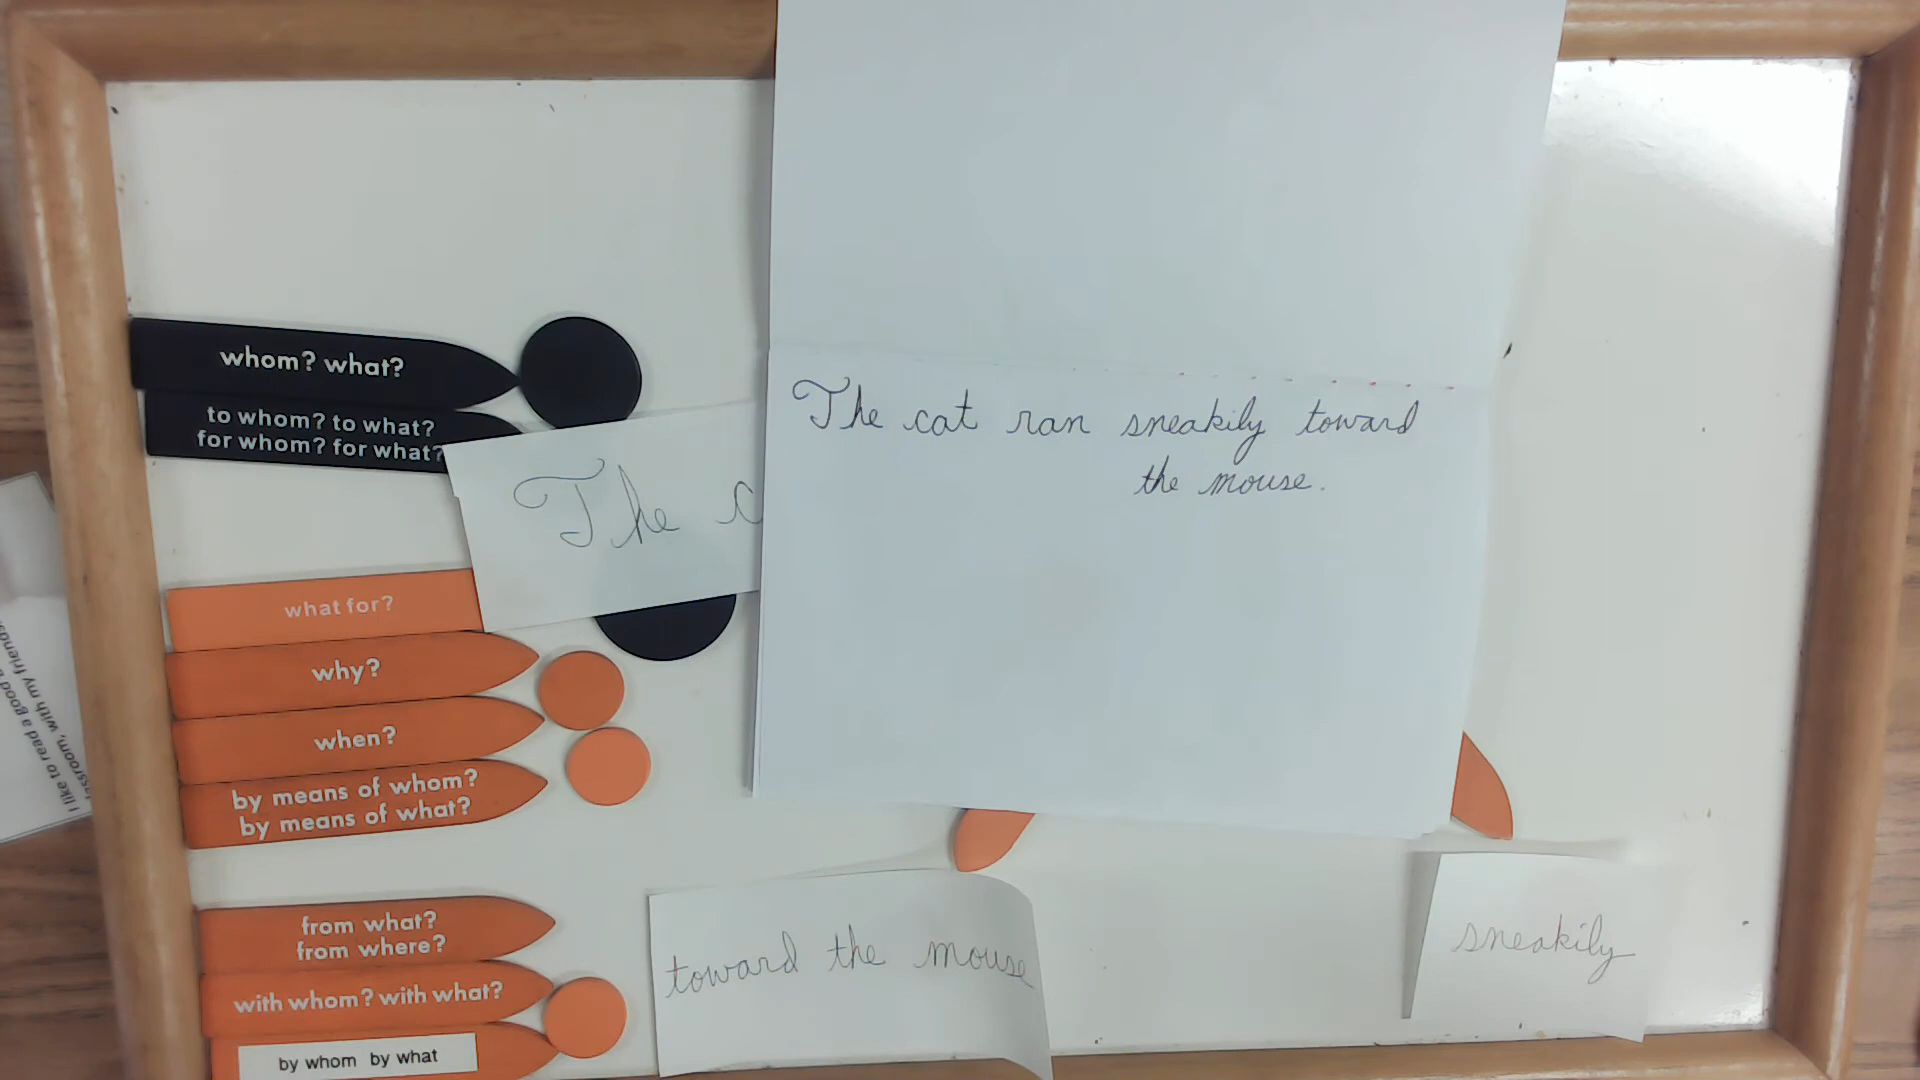 whom? what?
to whom? to what?
for whom? for what?
The c
The cat ran sneakily toward
the mouse.
what for?
why?
when?
by means of whom?
by means of what?
from what?
from where?
with whom? with what?
by whom by what
toward the mouse
sneakily
I like to read a good
with my friends